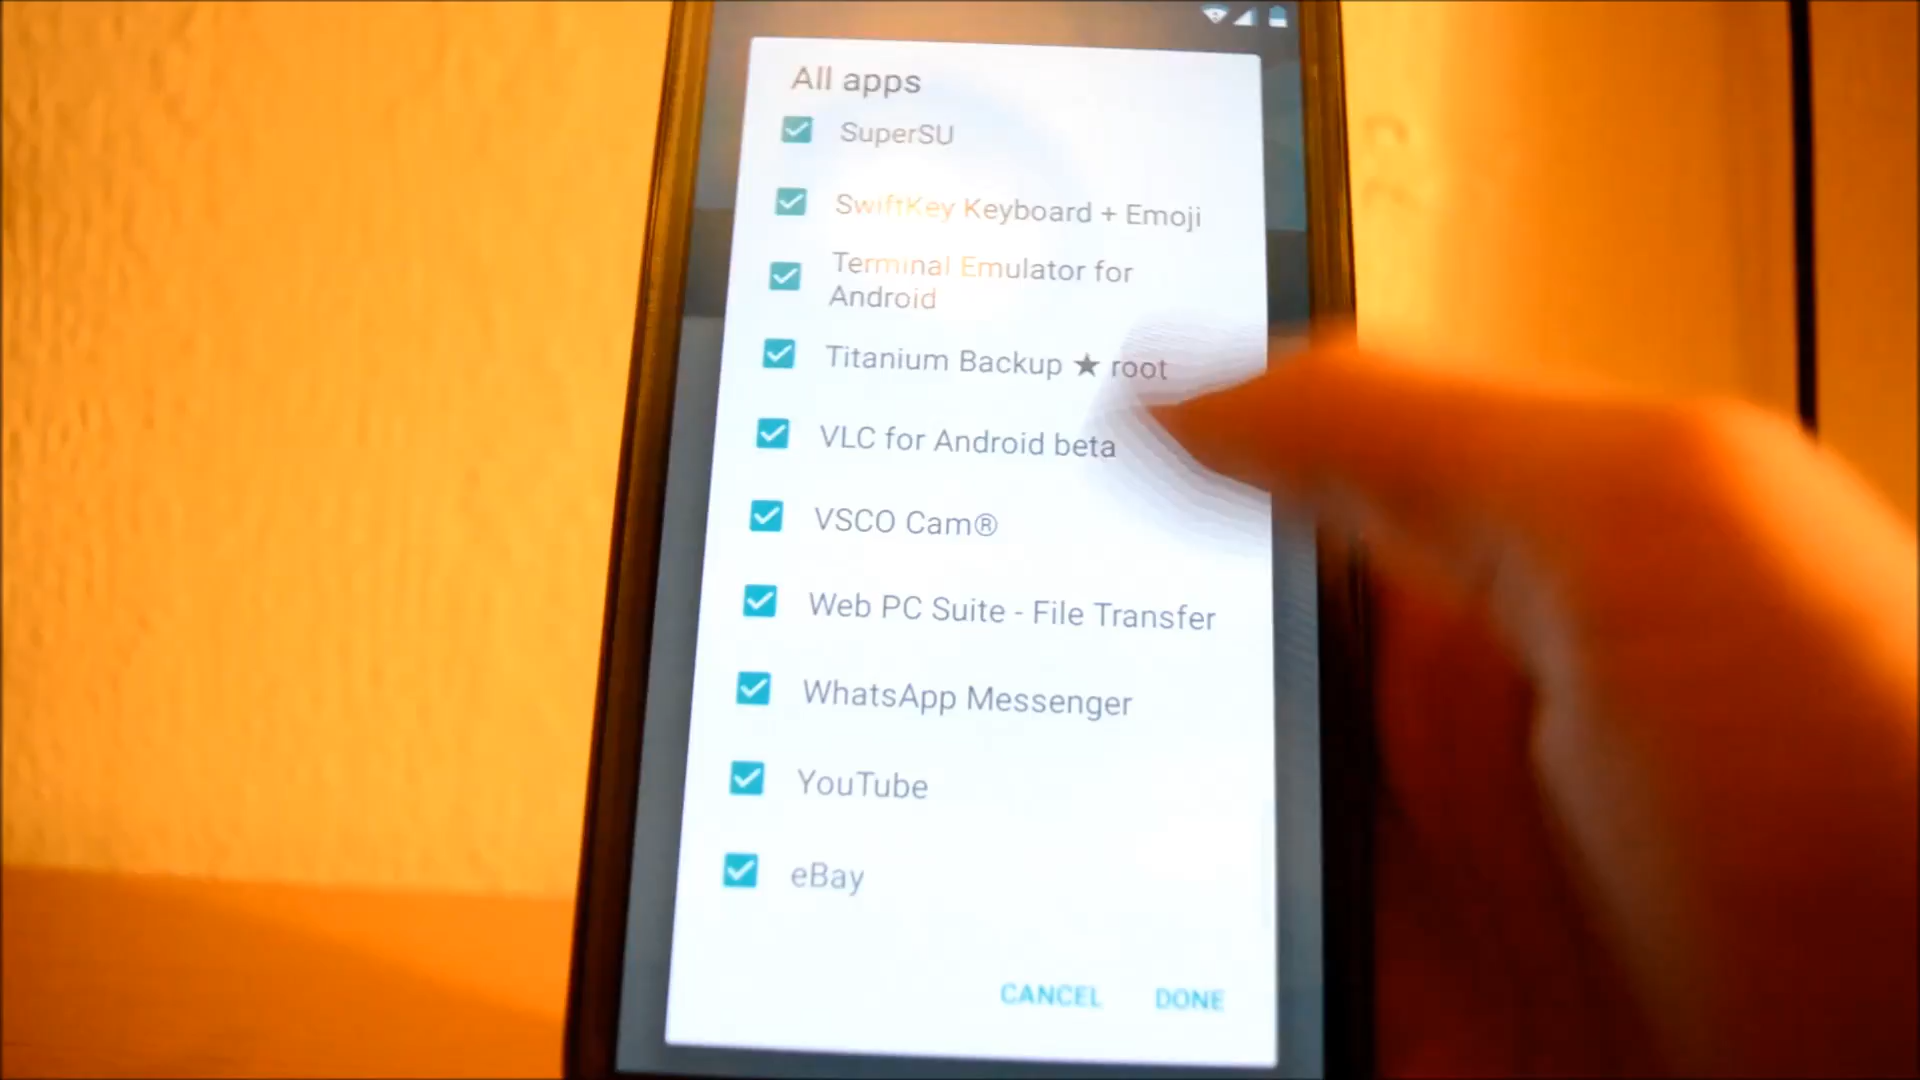 All apps
SuperSU
SwiftKey Keyboard + Emoji
Terminal Emulator for
Android
Titanium Backup ★ root
VLC for Android beta
VSCO Cam®
Web PC Suite - File Transfer
WhatsApp Messenger
YouTube
eBay
CANCEL DONE